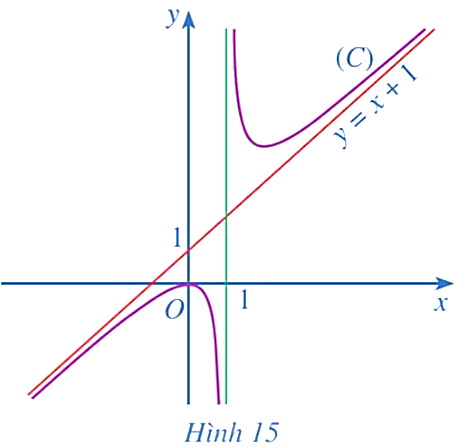 y
(C)
y = x + 1
1
O
1
x
Hình 15